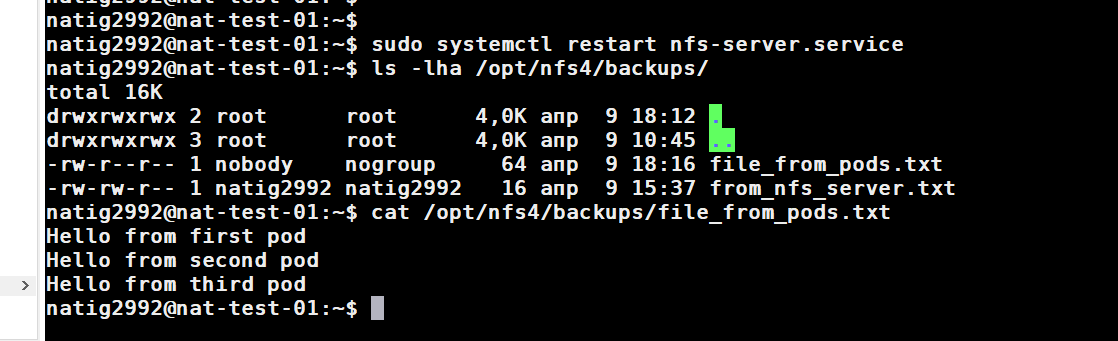 natig2992@nat-test-01:~$
natig2992@nat-test-01:~$
natig2992@nat-test-01:~$ sudo systemctl restart nfs-server.service
natig2992@nat-test-01:~$ ls -lha /opt/nfs4/backups/
total 16K
drwxrwxrwx 2 root      root      4,0K апр  9 18:12 .
drwxrwxrwx 3 root      root      4,0K апр  9 10:45 ..
-rw-r--r-- 1 nobody    nogroup     64 апр  9 18:16 file_from_pods.txt
-rw-rw-r-- 1 natig2992 natig2992   16 апр  9 15:37 from_nfs_server.txt
natig2992@nat-test-01:~$ cat /opt/nfs4/backups/file_from_pods.txt
Hello from first pod
Hello from second pod
Hello from third pod
natig2992@nat-test-01:~$